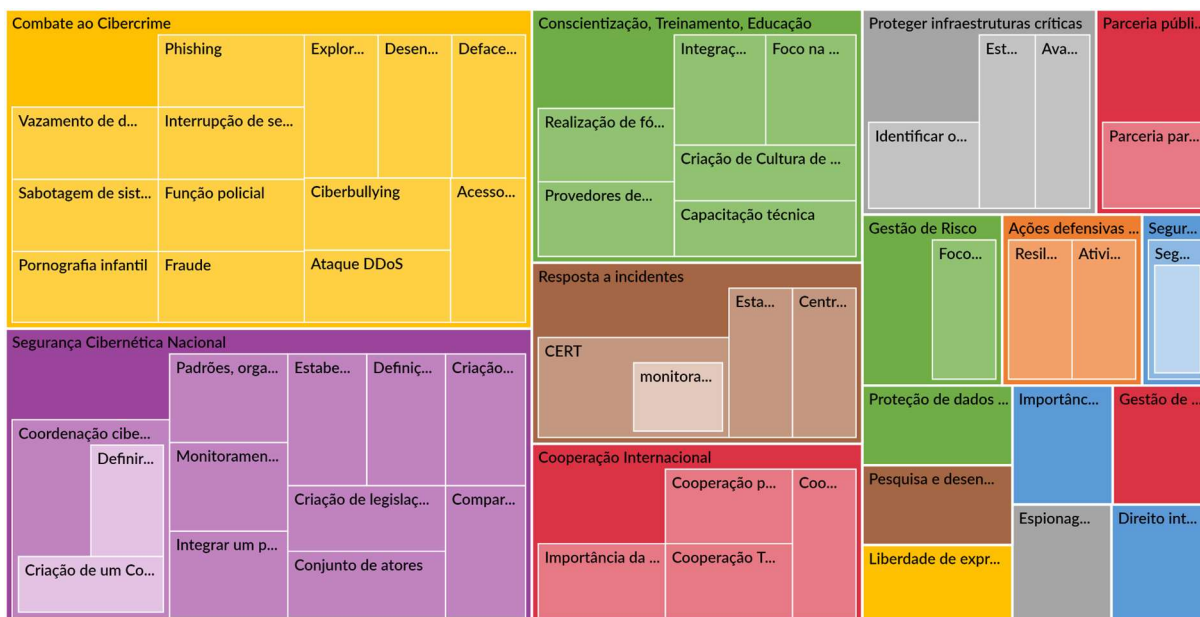 Combate ao Cibercrime
Phishing
Explor...
Desen...
Deface...
Vazamento de d...
Interrupção de se...
Sabotagem de sist...
Função policial
Ciberbullying
Acesso...
Pornografia infantil
Fraude
Ataque DDoS
Segurança Cibernética Nacional
Padrões, orga...
Estabe...
Definiç...
Criação...
Coordenação cibe...
Definir...
Monitoramen...
Criação de legislaç...
Compar...
Integrar um p...
Conjunto de atores
Criação de um Co...
Conscientização, Treinamento, Educação
Integraç...
Foco na ...
Realização de fó...
Criação de Cultura de ...
Provedores de...
Capacitação técnica
Resposta a incidentes
Esta...
Centr...
CERT
monitora...
Cooperação Internacional
Cooperação p...
Coo...
Importância da ...
Cooperação T...
Proteger infraestruturas críticas
Est...
Ava...
Identificar o...
Parceria públi...
Parceria par...
Gestão de Risco
Foco...
Ações defensivas ...
Resil...
Ativi...
Segur...
Seg...
Proteção de dados ...
Importânc...
Gestão de ...
Pesquisa e desen...
Espionag...
Direito int...
Liberdade de expr...